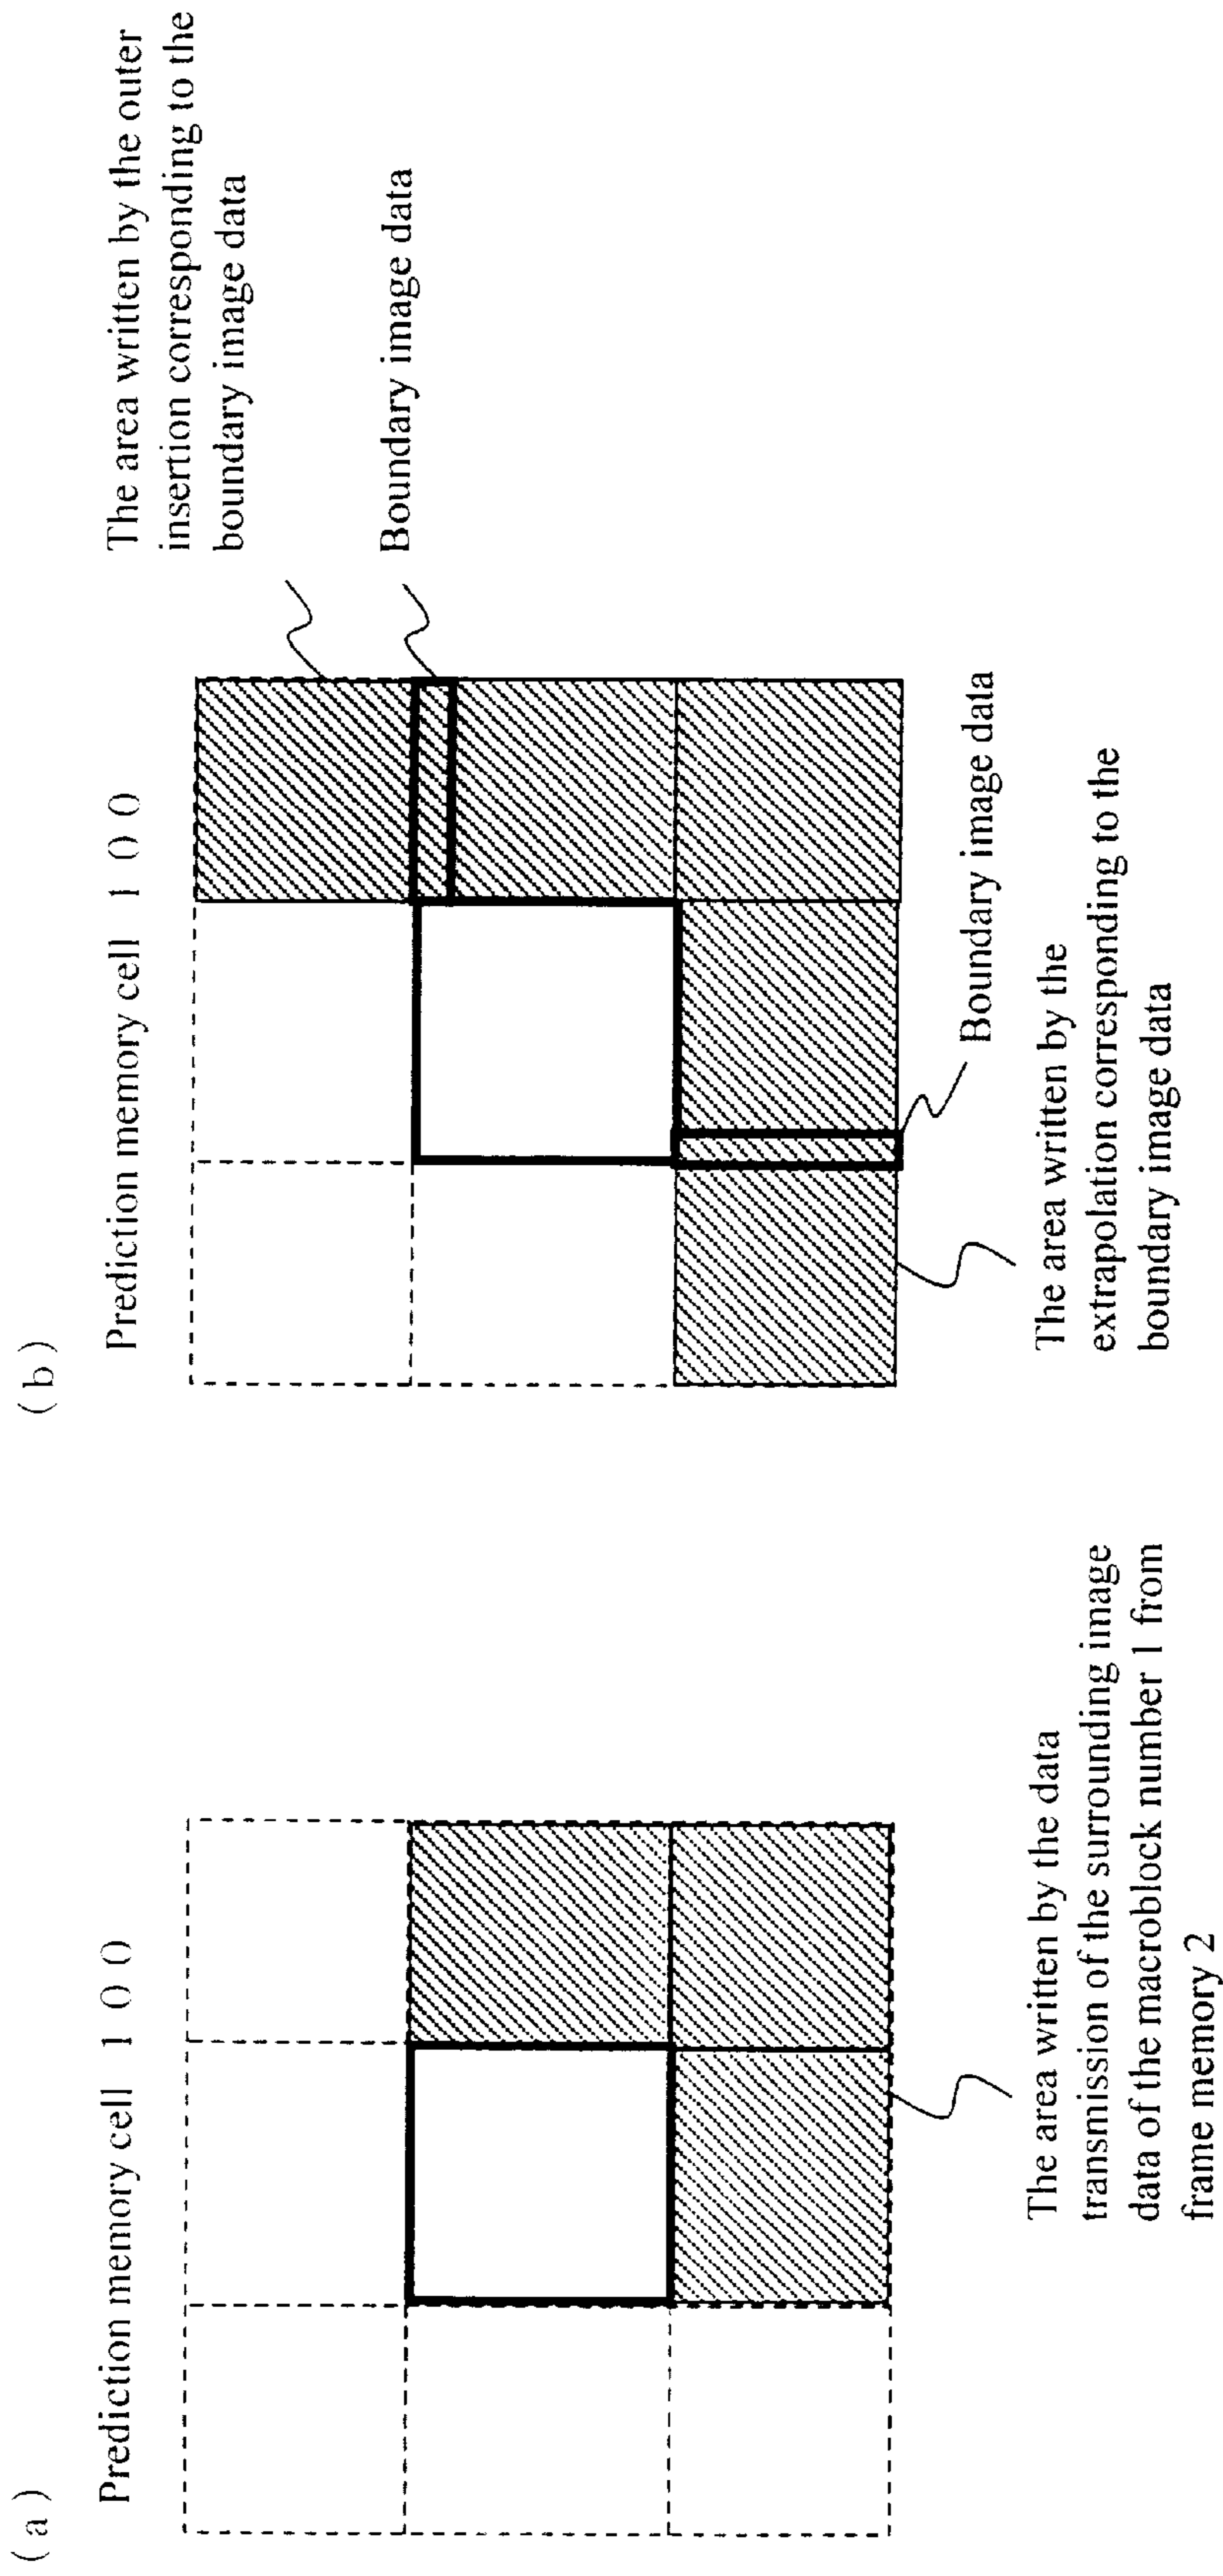 (a)
Prediction memory cell 100
The area written by the data
transmission of the surrounding image
data of the macroblock number 1 from
frame memory 2
(b)
Prediction memory cell 100
The area written by the outer
insertion corresponding to the
boundary image data
Boundary image data
Boundary image data
The area written by the
extrapolation corresponding to the
boundary image data